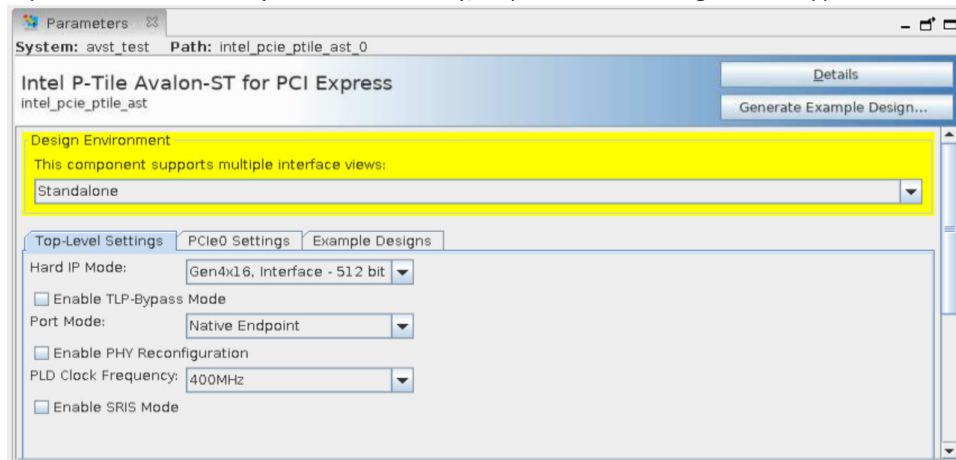 Parameters
System: avst_test Path: intel_pcie_ptile_ast_0
Intel P-Tile Avalon-ST for PCI Express
intel_pcie_ptile_ast
Details
Generate Example Design...
Design Environment
This component supports multiple interface views:
Standalone
Top-Level Settings PCIe0 Settings Example Designs
Hard IP Mode: Gen4x16, Interface - 512 bit
Enable TLP-Bypass Mode
Port Mode: Native Endpoint
Enable PHY Reconfiguration
PLD Clock Frequency: 400MHz
Enable SRIS Mode